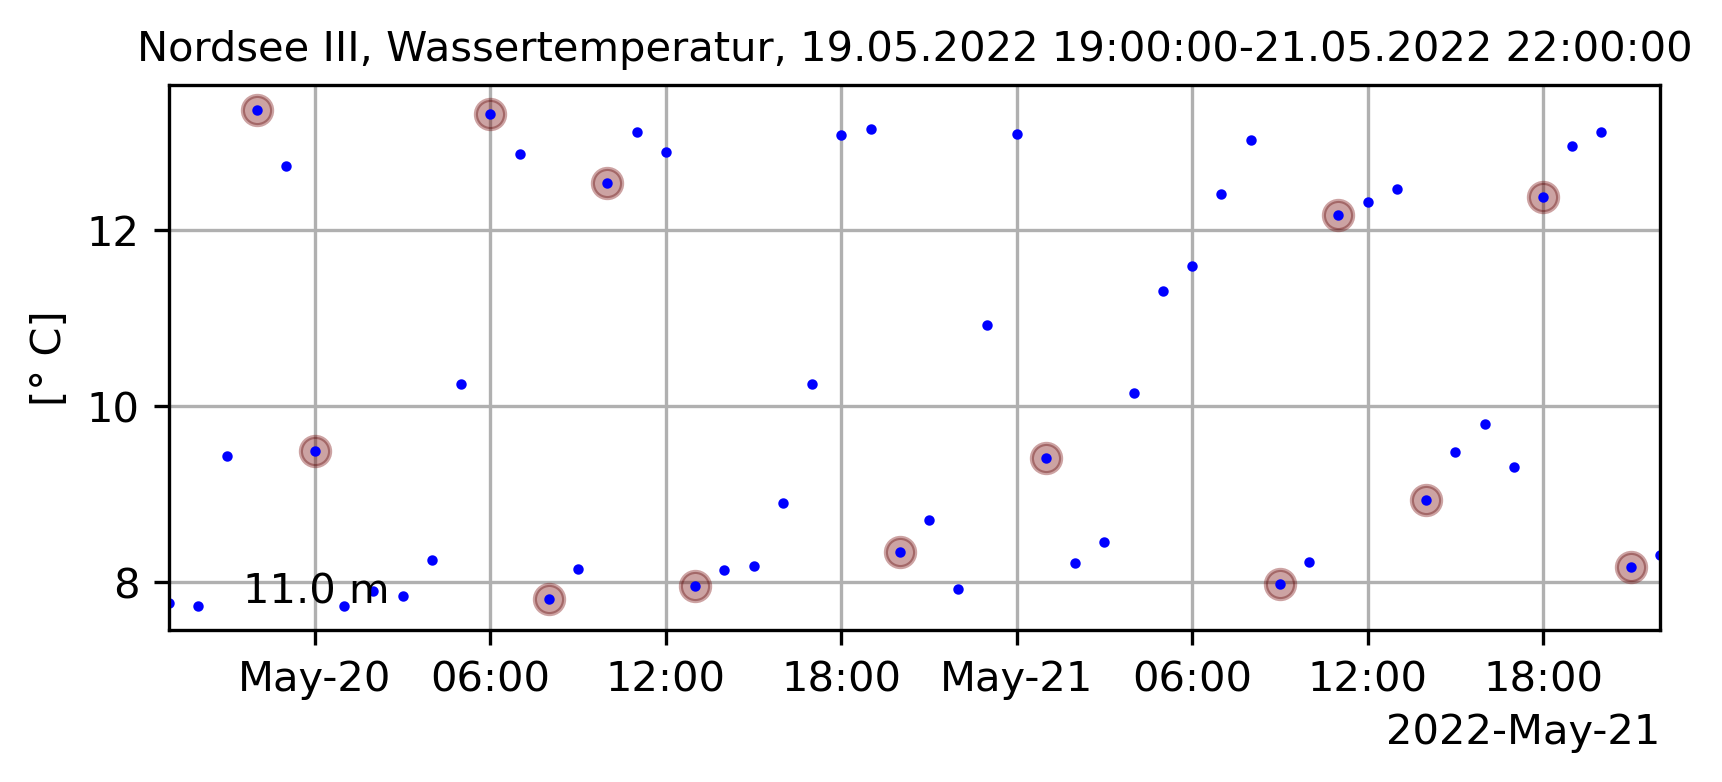 Nordsee III, Wassertemperatur, 19.05.2022 19:00:00-21.05.2022 22:00:00
[° C]
12
10
8
11.0 m
May-20 06:00 12:00 18:00 May-21 06:00 12:00 18:00
2022-May-21